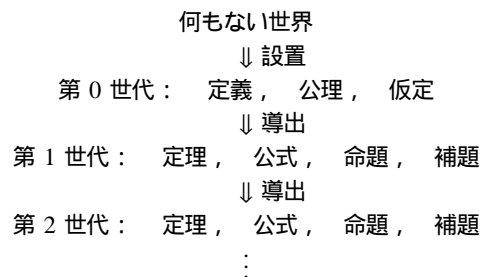 何もない世界
⇓ 設置
第 0 世代： 定義， 公理， 仮定
⇓ 導出
第 1 世代： 定理， 公式， 命題， 補題
⇓ 導出
第 2 世代： 定理， 公式， 命題， 補題
⋮